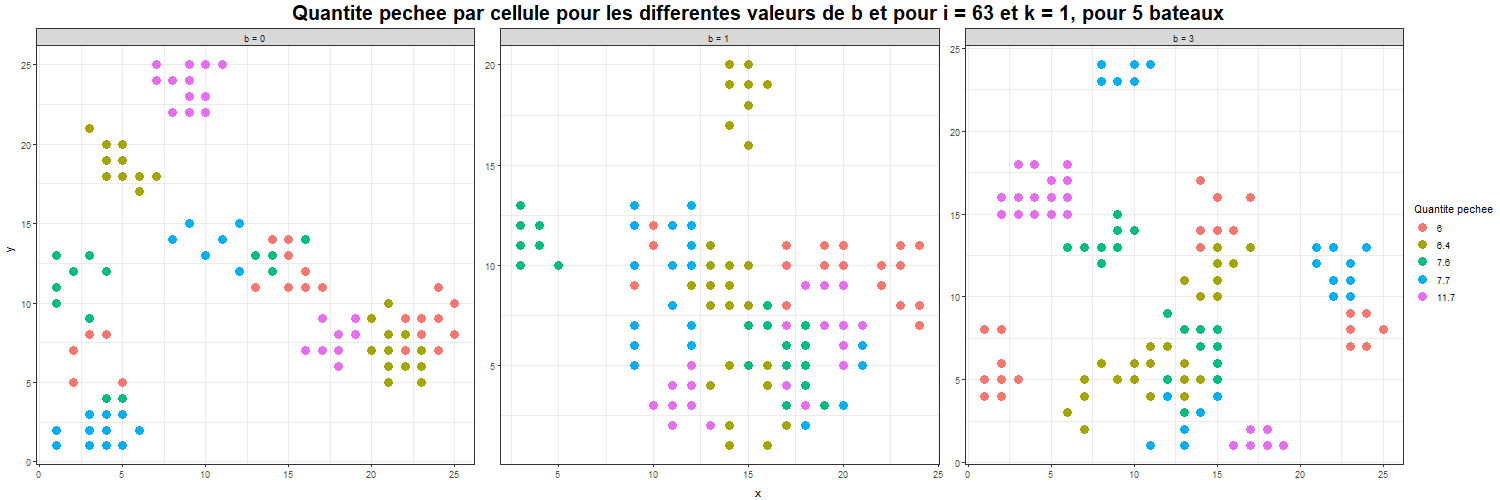 Quantite pechee par cellule pour les differentes valeurs de b et pour i = 63 et k = 1, pour 5 bateaux
b = 0
b = 1
b = 3
25
20
15
10
5
0
20
15
10
5
25
20
15
10
5
0
y
0 5 10 15 20 25
5 10 15 20 25
0 5 10 15 20 25
x
Quantite pechee
6
6.4
7.6
7.7
11.7